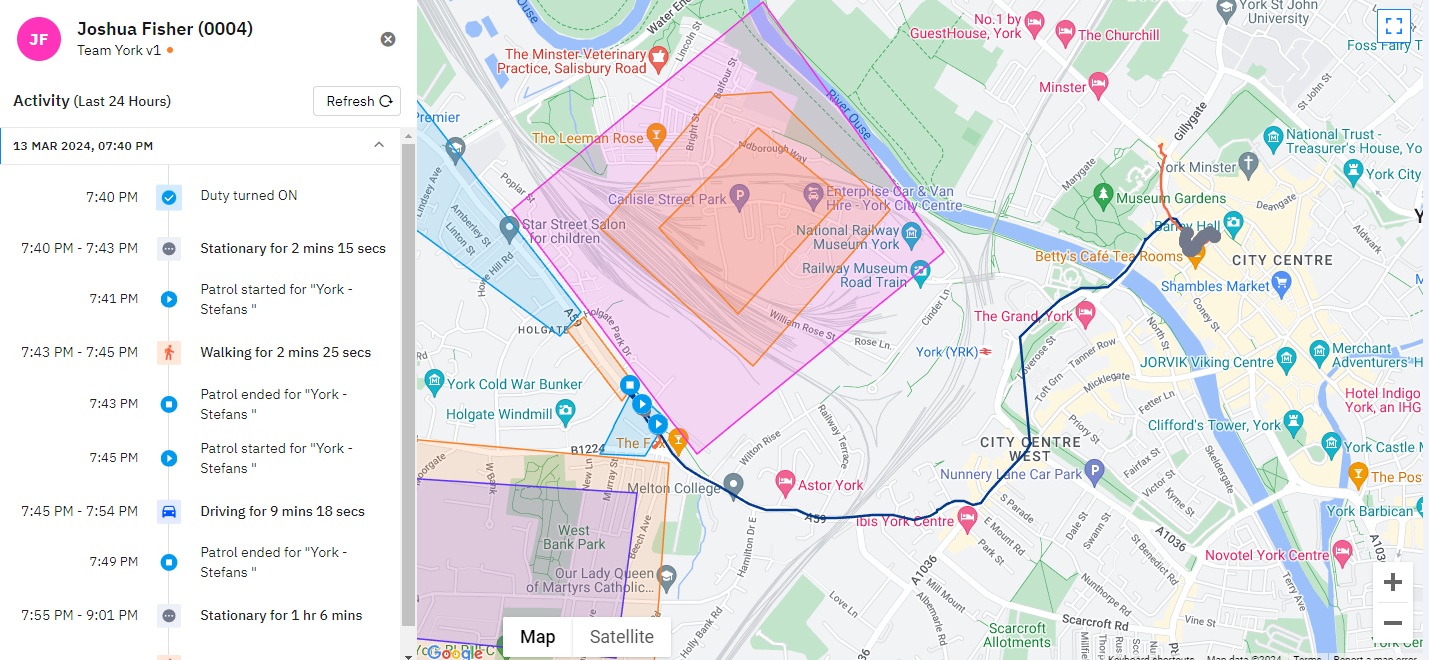 JF
Joshua Fisher (0004)
Team York v1
Activity (Last 24 Hours)
Refresh
13 MAR 2024, 07:40 PM
7:40 PM
Duty turned ON
7:40 PM - 7:43 PM
Stationary for 2 mins 15 secs
7:41 PM
Patrol started for "York -
Stefans "
7:43 PM - 7:45 PM
Walking for 2 mins 25 secs
7:43 PM
Patrol ended for "York -
Stefans "
7:45 PM
Patrol started for "York -
Stefans "
7:45 PM - 7:54 PM
Driving for 9 mins 18 secs
7:49 PM
Patrol ended for "York -
Stefans "
7:55 PM - 9:01 PM
Stationary for 1 hr 6 mins
Ouse
Water End
Lincoln St
No.1 by
GuestHouse, York
The Churchill
York St John
University
Foss Fairy T
The Minster Veterinary
Practice, Salisbury Road
Balfour St
Minster
St John St
Premier
River Ouse
Gillygate
The Leeman Rose
Bright St
Bidborough Way
National Trust -
Treasurer's House, Yo
York Minster
York City
Lindsey Ave
Poplar
Marygate
Museum Gardens
Deangate
Carlisle Street Park
P
Enterprise Car & Van
Hire - York City Centre
Amberley St
Linton St
Star Street Salon
for children
Barley Hall
Aldwark
National Railway
Museum York
Betty's Café Tea Rooms
CITY CENTRE
Railway Museum
Road Train
Shambles Market
Cinder Ln
Coney St
HOLGATE
A59
Holgate Park Dr
William Rose St
The Grand, York
North St
Rose Ln.
York (YRK)
Toverose St
Tanner Row
JORVIK Viking Centre
Merchant
Adventurers' H
York Cold War Bunker
Toft Grn
Micklegate
Hotel Indigo
York, an IHG
Holgate Windmill
Railway Terrace
Fetter Ln
Priory St
Clifford's Tower, York
B1224
The Fox
Wilton Rise
CITY CENTRE
WEST
Skeldergate
York Castle M
W Bank
New Ln
Murray St
Fairfax St
Nunnery Lane Car Park
P
The Pos
Melton College
Astor York
Victor St
Kyme St
A59
Ibis York Centre
S Parade
York Barbican
West
Bank Park
Beech Ave
Hamilton Dr E
E Mount Rd
Dale St
Swann St
A1036
St Benedict Rd
Park St
Novotel York Centre
Our Lady Queen
of Martyrs Catholic...
A1036
Mill Mount
Nunthorpe Rd
Terry Ave
Love Ln
Albemarle Rd
Scarcroft Rd
Vine St
Holly Bank Rd
Scarcroft
Allotments
Map
Satellite
Google
Keyboard shortcuts
Map data ©2024
Terms
Report a map error